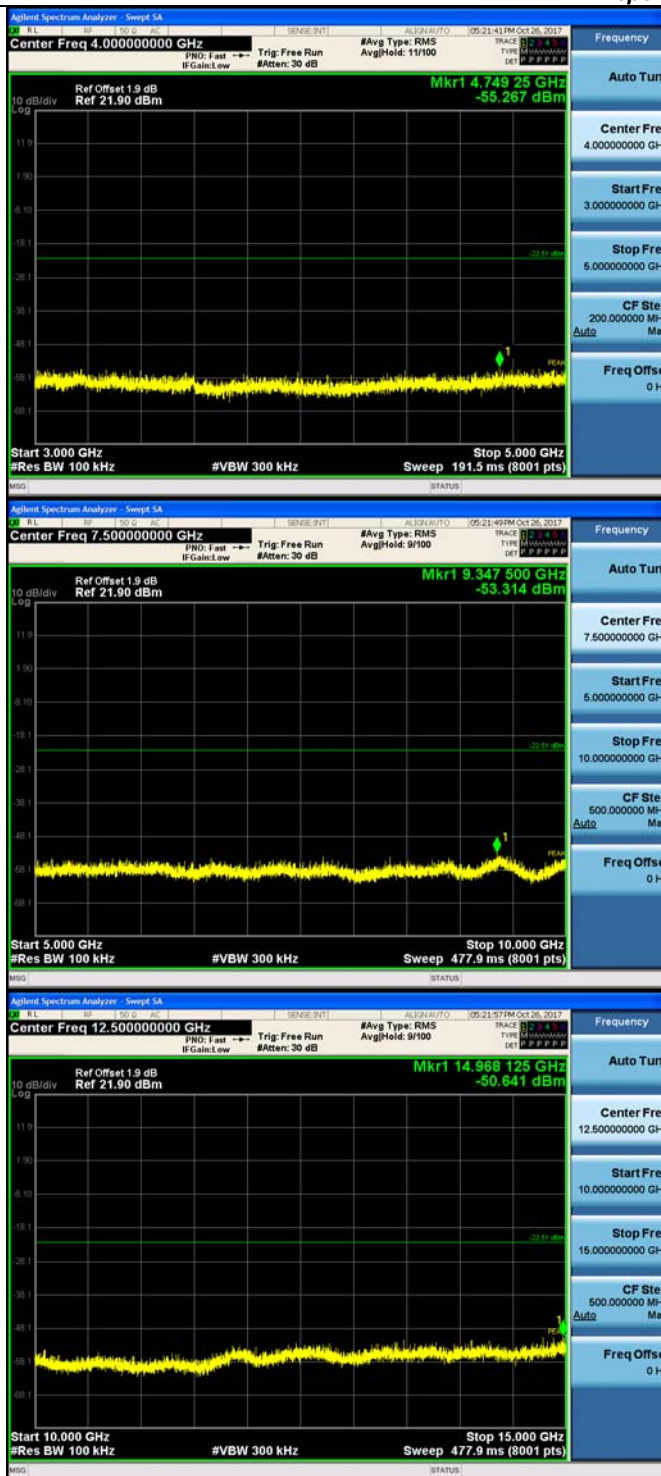 Agilent Spectrum Analyzer - Swept SA
RL RF 50 Ω AC SENSE:INT ALIGN AUTO 05:21:41 PM Oct 26, 2017
Center Freq 4.000000000 GHz
PNO: Fast
IFGain:Low
Trig: Free Run
#Atten: 30 dB
#Avg Type: RMS
Avg|Hold: 11/100
TRACE 1 2 3 4 5
TYPE
DET P P P P P P
Mkr1 4.749 25 GHz
-55.267 dBm
Ref Offset 1.9 dB
10 dB/div Ref 21.90 dBm
Log
11.9
1.90
-8.10
-18.1
-22.51 dBm
-28.1
-38.1
-48.1
1
PEAK
-58.1
-68.1
Start 3.000 GHz Stop 5.000 GHz
#Res BW 100 kHz #VBW 300 kHz Sweep 191.5 ms (8001 pts)
MSG STATUS
Frequency
Auto Tun
Center Fre
4.000000000 GH
Start Fre
3.000000000 GH
Stop Fre
5.000000000 GH
CF Ste
200.000000 MH
Auto Ma
Freq Offse
0 H
Agilent Spectrum Analyzer - Swept SA
RL RF 50 Ω AC SENSE:INT ALIGN AUTO 05:21:49 PM Oct 26, 2017
Center Freq 7.500000000 GHz
PNO: Fast
IFGain:Low
Trig: Free Run
#Atten: 30 dB
#Avg Type: RMS
Avg|Hold: 9/100
TRACE 1 2 3 4 5
TYPE
DET P P P P P P
Mkr1 9.347 500 GHz
-53.314 dBm
Ref Offset 1.9 dB
10 dB/div Ref 21.90 dBm
Log
11.9
1.90
-8.10
-18.1
-22.51 dBm
-28.1
-38.1
-48.1
1
PEAK
-58.1
-68.1
Start 5.000 GHz Stop 10.000 GHz
#Res BW 100 kHz #VBW 300 kHz Sweep 477.9 ms (8001 pts)
MSG STATUS
Frequency
Auto Tun
Center Fre
7.500000000 GH
Start Fre
5.000000000 GH
Stop Fre
10.000000000 GH
CF Ste
500.000000 MH
Auto Ma
Freq Offse
0 H
Agilent Spectrum Analyzer - Swept SA
RL RF 50 Ω AC SENSE:INT ALIGN AUTO 05:21:57 PM Oct 26, 2017
Center Freq 12.500000000 GHz
PNO: Fast
IFGain:Low
Trig: Free Run
#Atten: 30 dB
#Avg Type: RMS
Avg|Hold: 9/100
TRACE 1 2 3 4 5
TYPE
DET P P P P P P
Mkr1 14.968 125 GHz
-50.641 dBm
Ref Offset 1.9 dB
10 dB/div Ref 21.90 dBm
Log
11.9
1.90
-8.10
-18.1
-22.51 dBm
-28.1
-38.1
-48.1
1
PEA
-58.1
-68.1
Start 10.000 GHz Stop 15.000 GHz
#Res BW 100 kHz #VBW 300 kHz Sweep 477.9 ms (8001 pts)
MSG STATUS
Frequency
Auto Tun
Center Fre
12.500000000 GH
Start Fre
10.000000000 GH
Stop Fre
15.000000000 GH
CF Ste
500.000000 MH
Auto Ma
Freq Offse
0 H